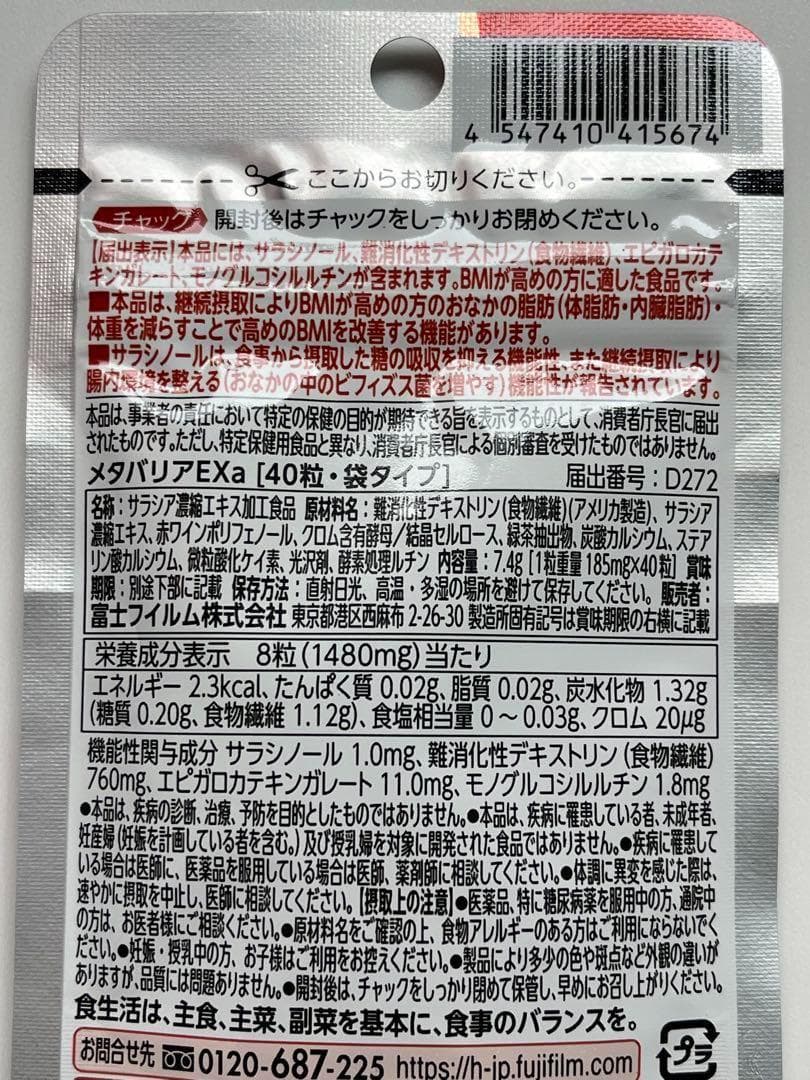 4 547410 415674
ここからお切りください。
チャック 開封後はチャックをしっかりお閉めください。
【届出表示】本品には、サラシノール、難消化性デキストリン(食物繊維)、エピガロカテ
キンガレート、モノグルコシルルチンが含まれます。BMIが高めの方に適した食品です。
■本品は、継続摂取によりBMIが高めの方のおなかの脂肪(体脂肪・内臓脂肪)・
体重を減らすことで高めのBMIを改善する機能があります。
■サラシノールは、食事から摂取した糖の吸収を抑える機能性、また継続摂取により
腸内環境を整える(おなかの中のビフィズス菌を増やす)機能性が報告されています。
本品は、事業者の責任において特定の保健の目的が期待できる旨を表示するものとして、消費者庁長官に届出
されたものです。ただし、特定保健用食品と異なり、消費者庁長官による個別審査を受けたものではありません。
メタバリアEXa [40粒・袋タイプ] 届出番号:D272
名称:サラシア濃縮エキス加工食品 原材料名:難消化性デキストリン(食物繊維)(アメリカ製造)、サラシア
濃縮エキス、赤ワインポリフェノール、クロム含有酵母/結晶セルロース、緑茶抽出物、炭酸カルシウム、ステア
リン酸カルシウム、微粒酸化ケイ素、光沢剤、酵素処理ルチン 内容量:7.4g [1粒重量185mg×40粒] 賞味
期限:別途下部に記載 保存方法:直射日光、高温・多湿の場所を避けて保存してください。 販売者:
富士フイルム株式会社 東京都港区西麻布2-26-30 製造所固有記号は賞味期限の右横に記載
栄養成分表示 8粒(1480mg)当たり
エネルギー 2.3kcal、たんぱく質 0.02g、脂質 0.02g、炭水化物 1.32g
(糖質 0.20g、食物繊維 1.12g)、食塩相当量 0～0.03g、クロム 20μg
機能性関与成分 サラシノール 1.0mg、難消化性デキストリン(食物繊維)
760mg、エピガロカテキンガレート 11.0mg、モノグルコシルルチン 1.8mg
●本品は、疾病の診断、治療、予防を目的としたものではありません。●本品は、疾病に罹患している者、未成年者、
妊産婦(妊娠を計画している者を含む。)及び授乳婦を対象に開発された食品ではありません。●疾病に罹患して
いる場合は医師に、医薬品を服用している場合は医師、薬剤師に相談してください。●体調に異変を感じた際は、
速やかに摂取を中止し、医師に相談してください。【摂取上の注意】●医薬品、特に糖尿病薬を服用中の方、通院中
の方は、お医者様にご相談ください。●原材料名をご確認の上、食物アレルギーのある方はご利用にならないでく
ださい。●妊娠・授乳中の方、お子様はご利用をお控えください。●製品により多少の色や斑点など外観の違いが
ありますが、品質には問題ありません。●開封後は、チャックをしっかり閉めて保管し、早めにお召し上がりください。
食生活は、主食、主菜、副菜を基本に、食事のバランスを。
お問合せ先 0120-687-225 https://h-jp.fujifilm.com
プラ